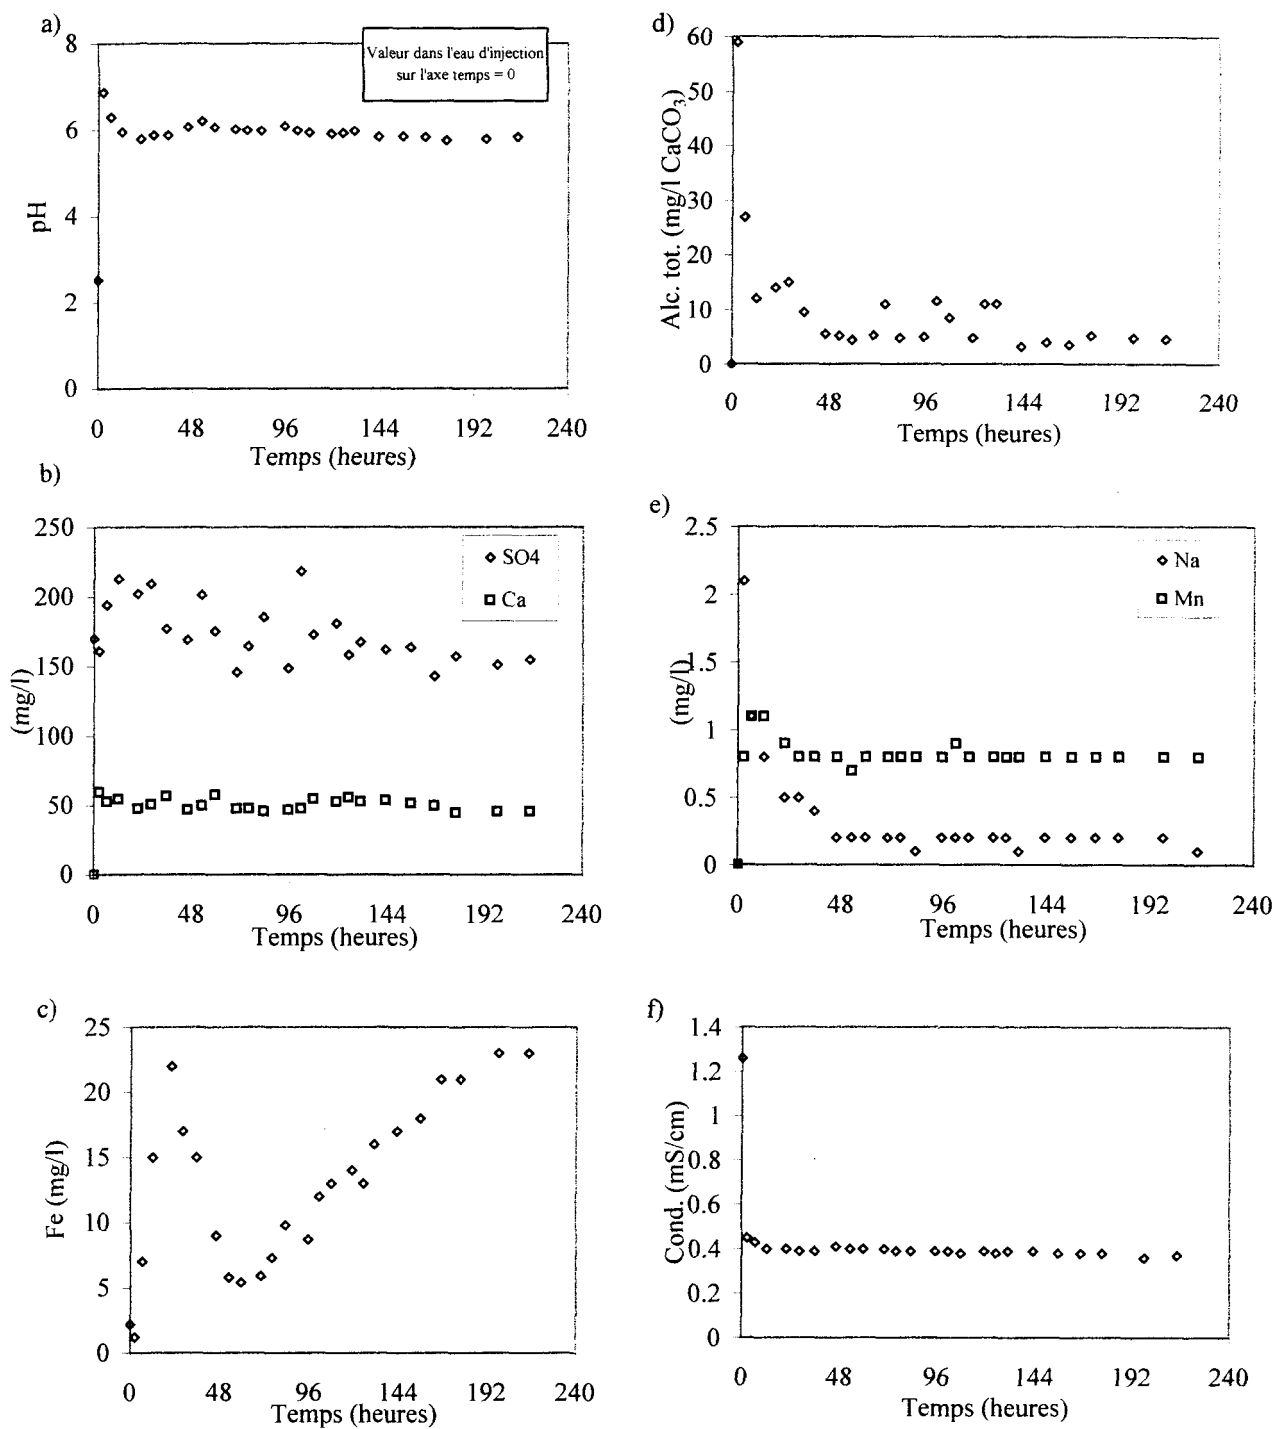 a)
Valeur dans l'eau d'injection
sur l'axe temps = 0
8
6
4
2
0
pH
0 48 96 144 192 240
Temps (heures)
d)
60
50
40
30
20
10
0
Alc. tot. (mg/l CaCO3)
0 48 96 144 192 240
Temps (heures)
b)
250
200
150
100
50
0
(mg/l)
SO4
Ca
0 48 96 144 192 240
Temps (heures)
e)
2.5
2
1.5
1
0.5
0
(mg/l)
Na
Mn
0 48 96 144 192 240
Temps (heures)
c)
25
20
15
10
5
0
Fe (mg/l)
0 48 96 144 192 240
Temps (heures)
f)
1.4
1.2
1
0.8
0.6
0.4
0.2
0
Cond. (mS/cm)
0 48 96 144 192 240
Temps (heures)